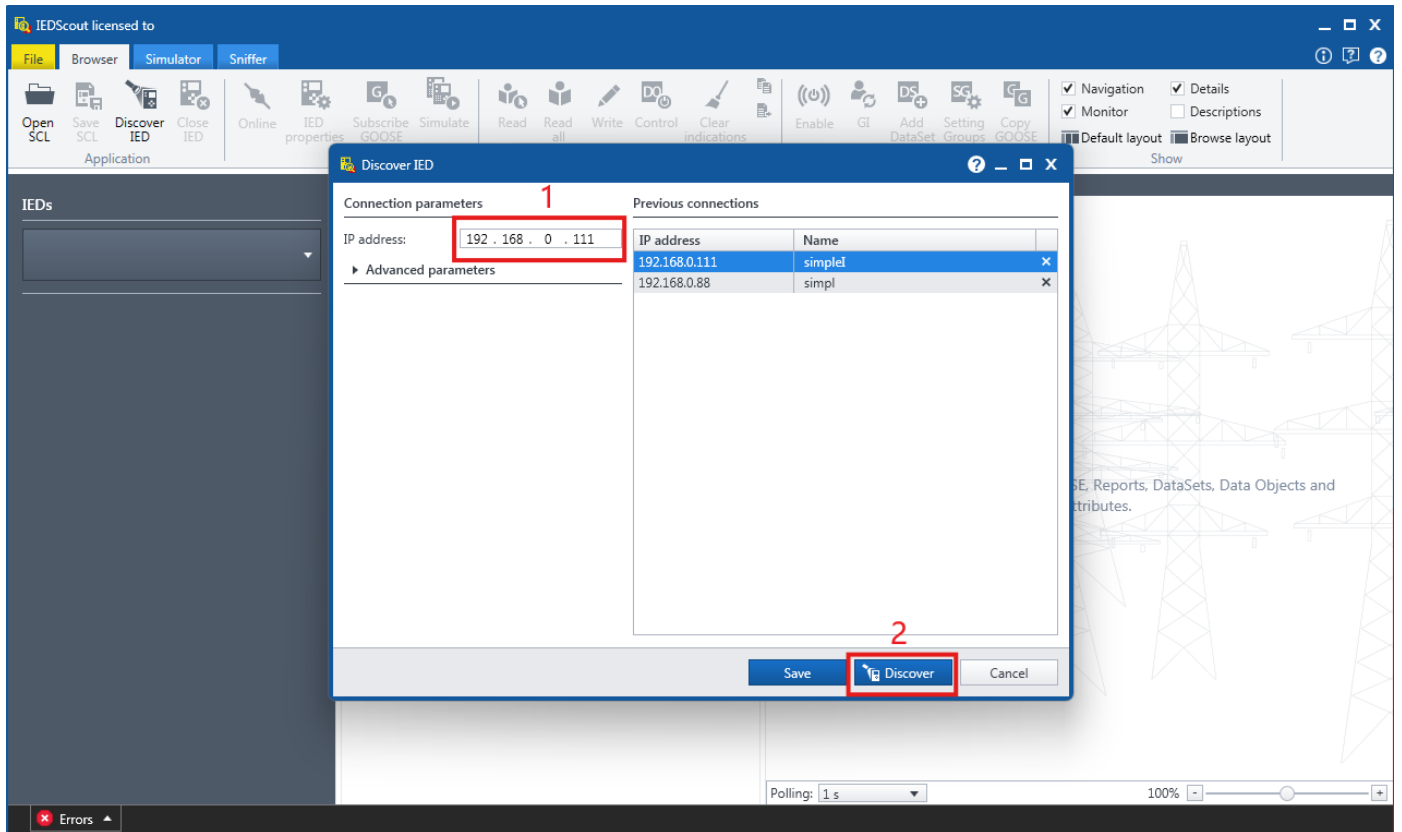 IEDScout licensed to
File Browser Simulator Sniffer
Open SCL
Save SCL
Discover IED
Close IED
Application
Online
IED properties
Subscribe GOOSE
Simulate
Read
Read all
Write
DO
Control
Clear indications
Enable
GI
DS
Add DataSet
SG
Setting Groups
Copy GOOSE
Navigation
Details
Monitor
Descriptions
Default layout
Browse layout
Show
IEDs
Discover IED
Connection parameters
1
IP address: 192 . 168 . 0 . 111
Advanced parameters
Previous connections
IP address Name
192.168.0.111 simpleI
192.168.0.88 simpl
2
Save Discover Cancel
SE, Reports, DataSets, Data Objects and
ttributes.
Polling: 1 s
100%
Errors